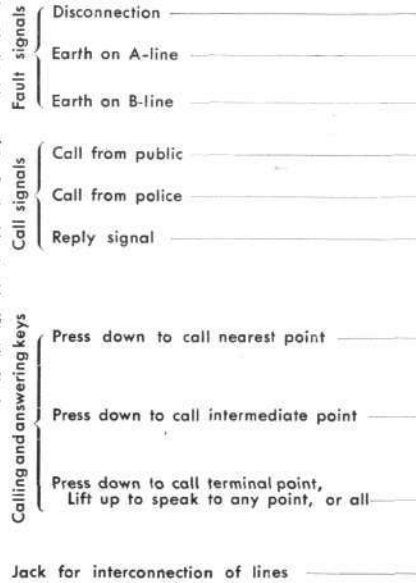 Fault signals
Disconnection
Earth on A-line
Earth on B-line
Call signals
Call from public
Call from police
Reply signal
Calling and answering keys
Press down to call nearest point
Press down to call intermediate point
Press down to call terminal point,
Lift up to speak to any point, or all
Jack for interconnection of lines